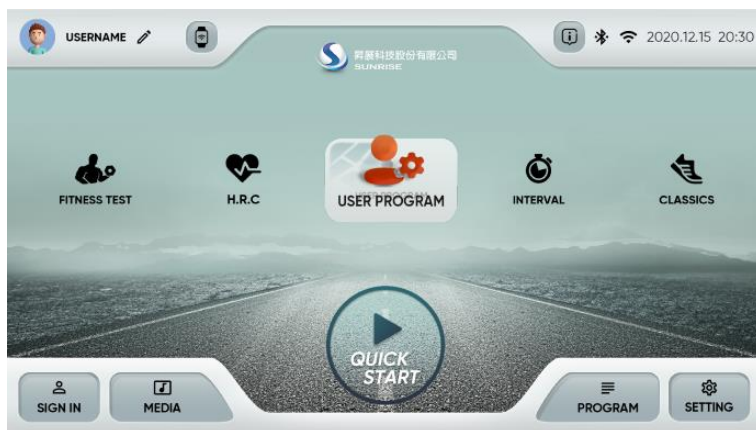 USERNAME
2020.12.15 20:30
昇展科技股份有限公司
SUNRISE
FITNESS TEST
H.R.C
USER PROGRAM
INTERVAL
CLASSICS
QUICK
START
SIGN IN
MEDIA
PROGRAM
SETTING